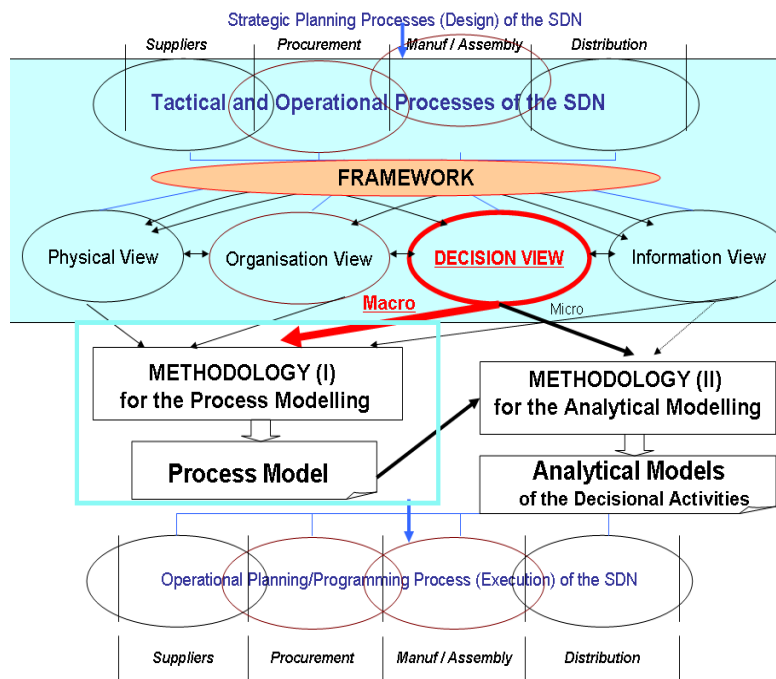 Strategic Planning Processes (Design) of the SDN
Suppliers
Procurement
Manuf / Assembly
Distribution
Tactical and Operational Processes of the SDN
FRAMEWORK
Physical View
Organisation View
DECISION VIEW
Information View
Macro
Micro
METHODOLOGY (I)
for the Process Modelling
METHODOLOGY (II)
for the Analytical Modelling
Process Model
Analytical Models
of the Decisional Activities
Operational Planning/Programming Process (Execution) of the SDN
Suppliers
Procurement
Manuf / Assembly
Distribution